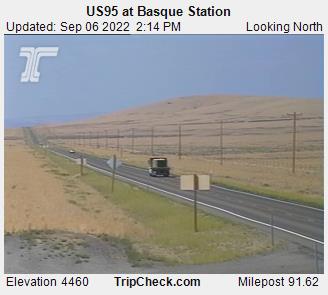 US95 at Basque Station
Updated: Sep 06 2022 2:14 PM Looking North
Elevation 4460 TripCheck.com Milepost 91.62